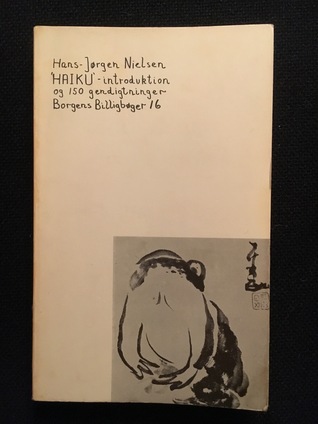 Hans-Jørgen Nielsen
'HAIKU' - introduktion
og 150 gendigtninger
Borgens Billigbøger 16